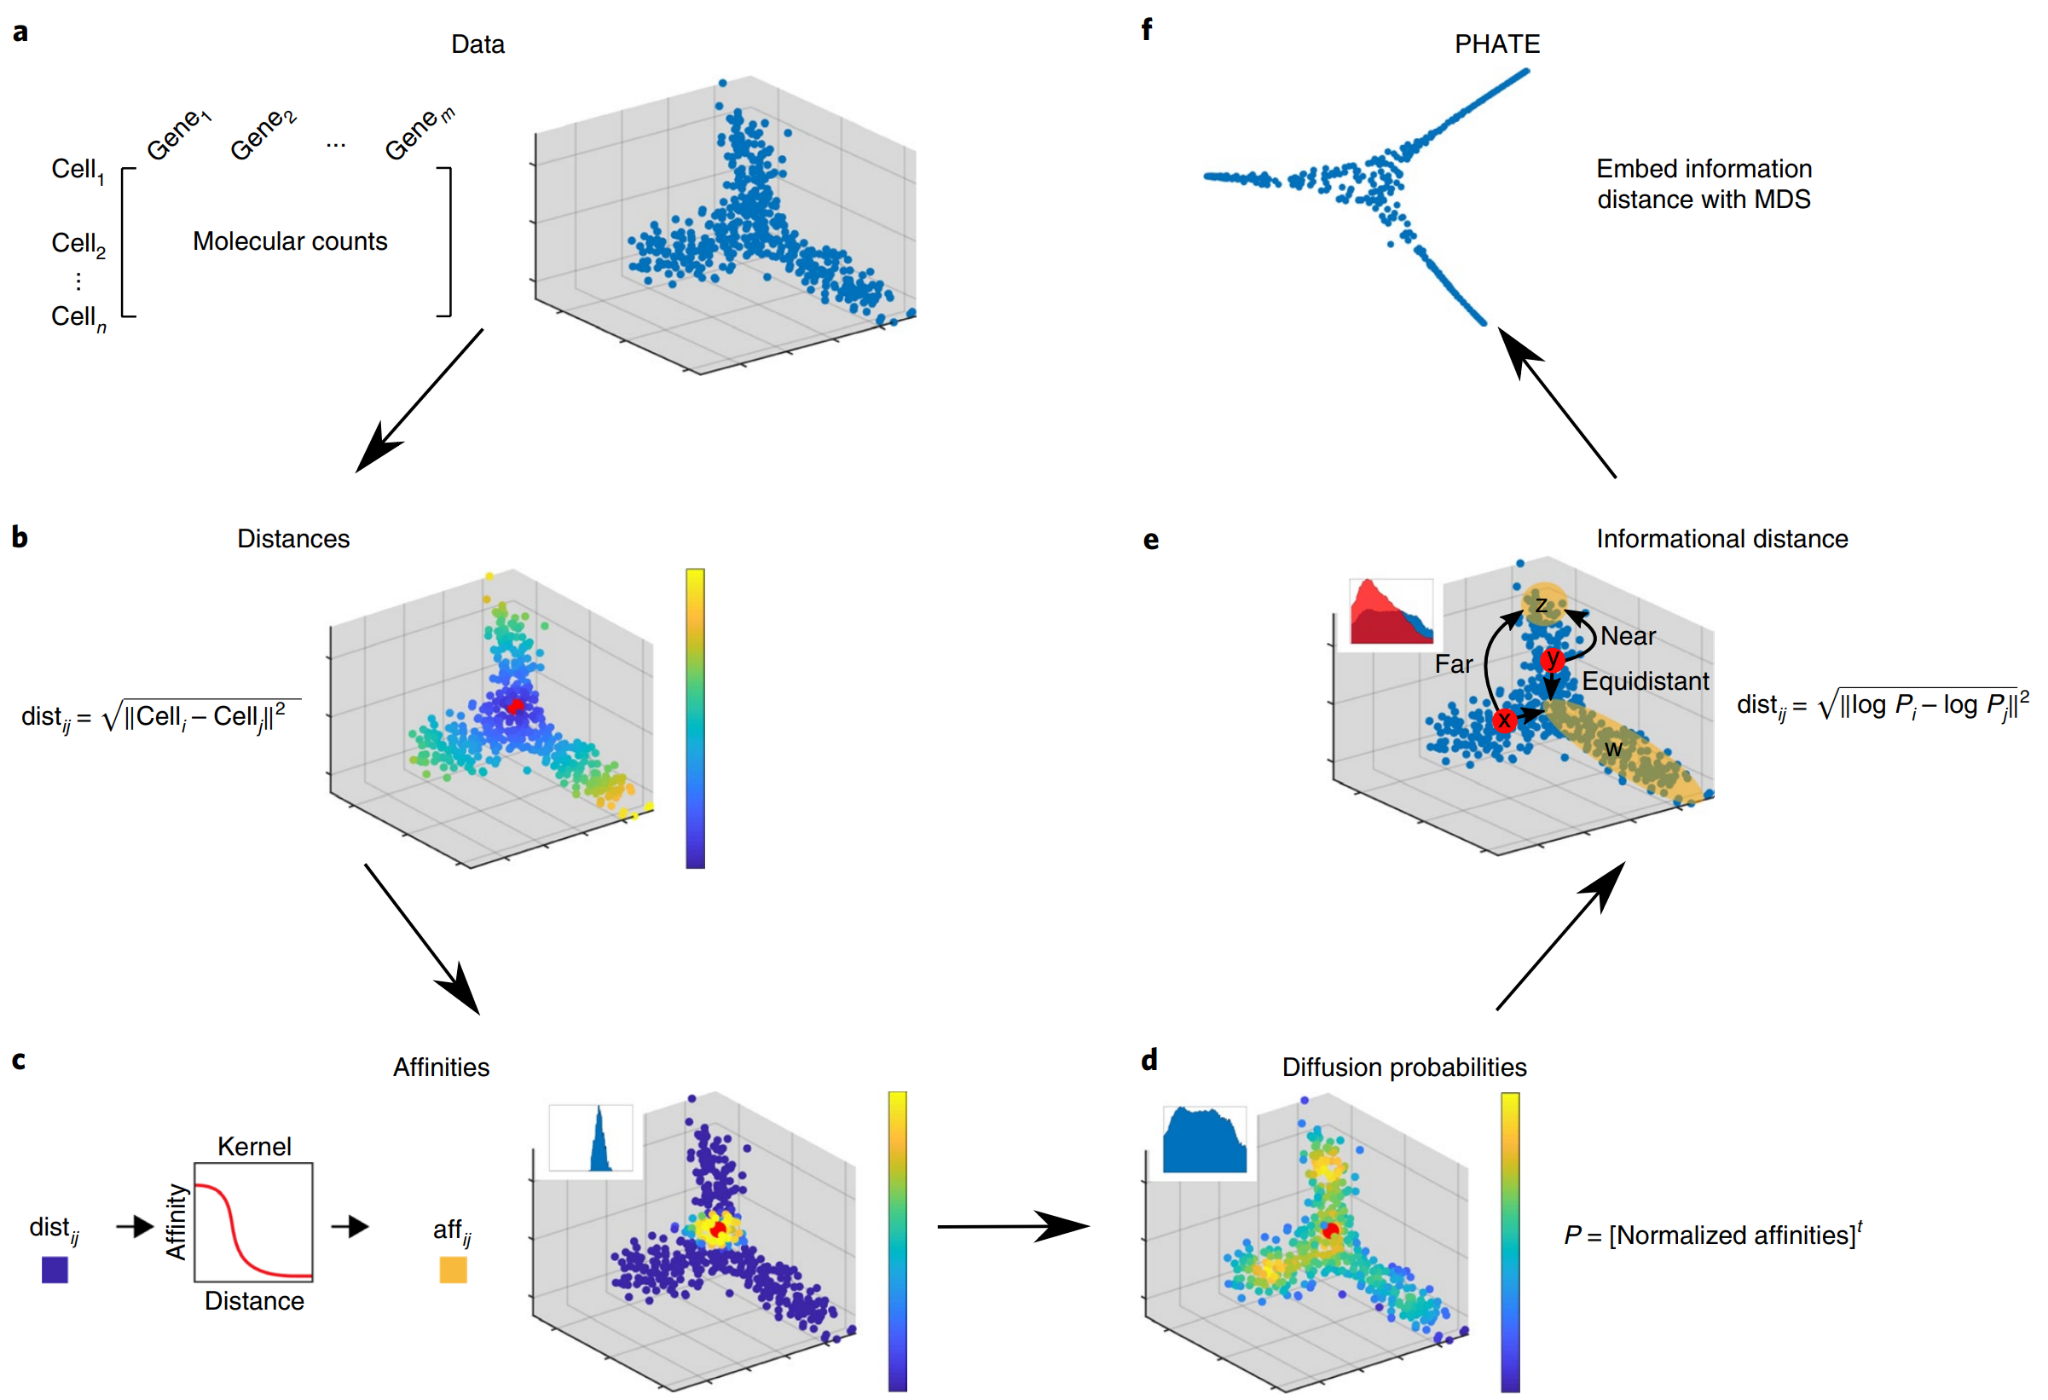 a
Data
Gene1 Gene2 ... Genem
Cell1
Cell2
⋮
Celln
Molecular counts
b
Distances
distij = √‖Celli – Cellj‖²
c
Affinities
Kernel
Affinity
Distance
distij
affij
d
Diffusion probabilities
P = [Normalized affinities]^t
e
Informational distance
z
Near
y
Far
Equidistant
x
w
distij = √‖log Pi – log Pj‖²
f
PHATE
Embed information
distance with MDS